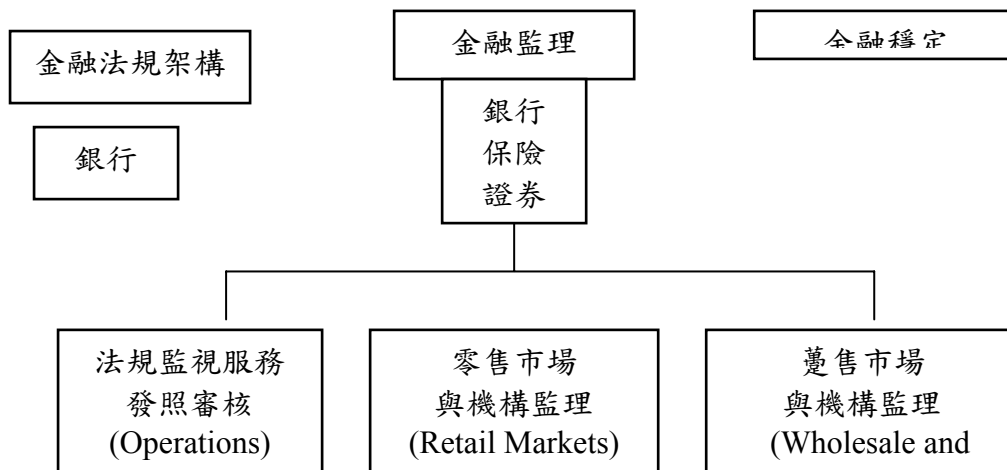 金融法規架構
金融監理
金融穩定
銀行
銀行
保險
證券
法規監視服務
發照審核
(Operations)
零售市場
與機構監理
(Retail Markets)
躉售市場
與機構監理
(Wholesale and